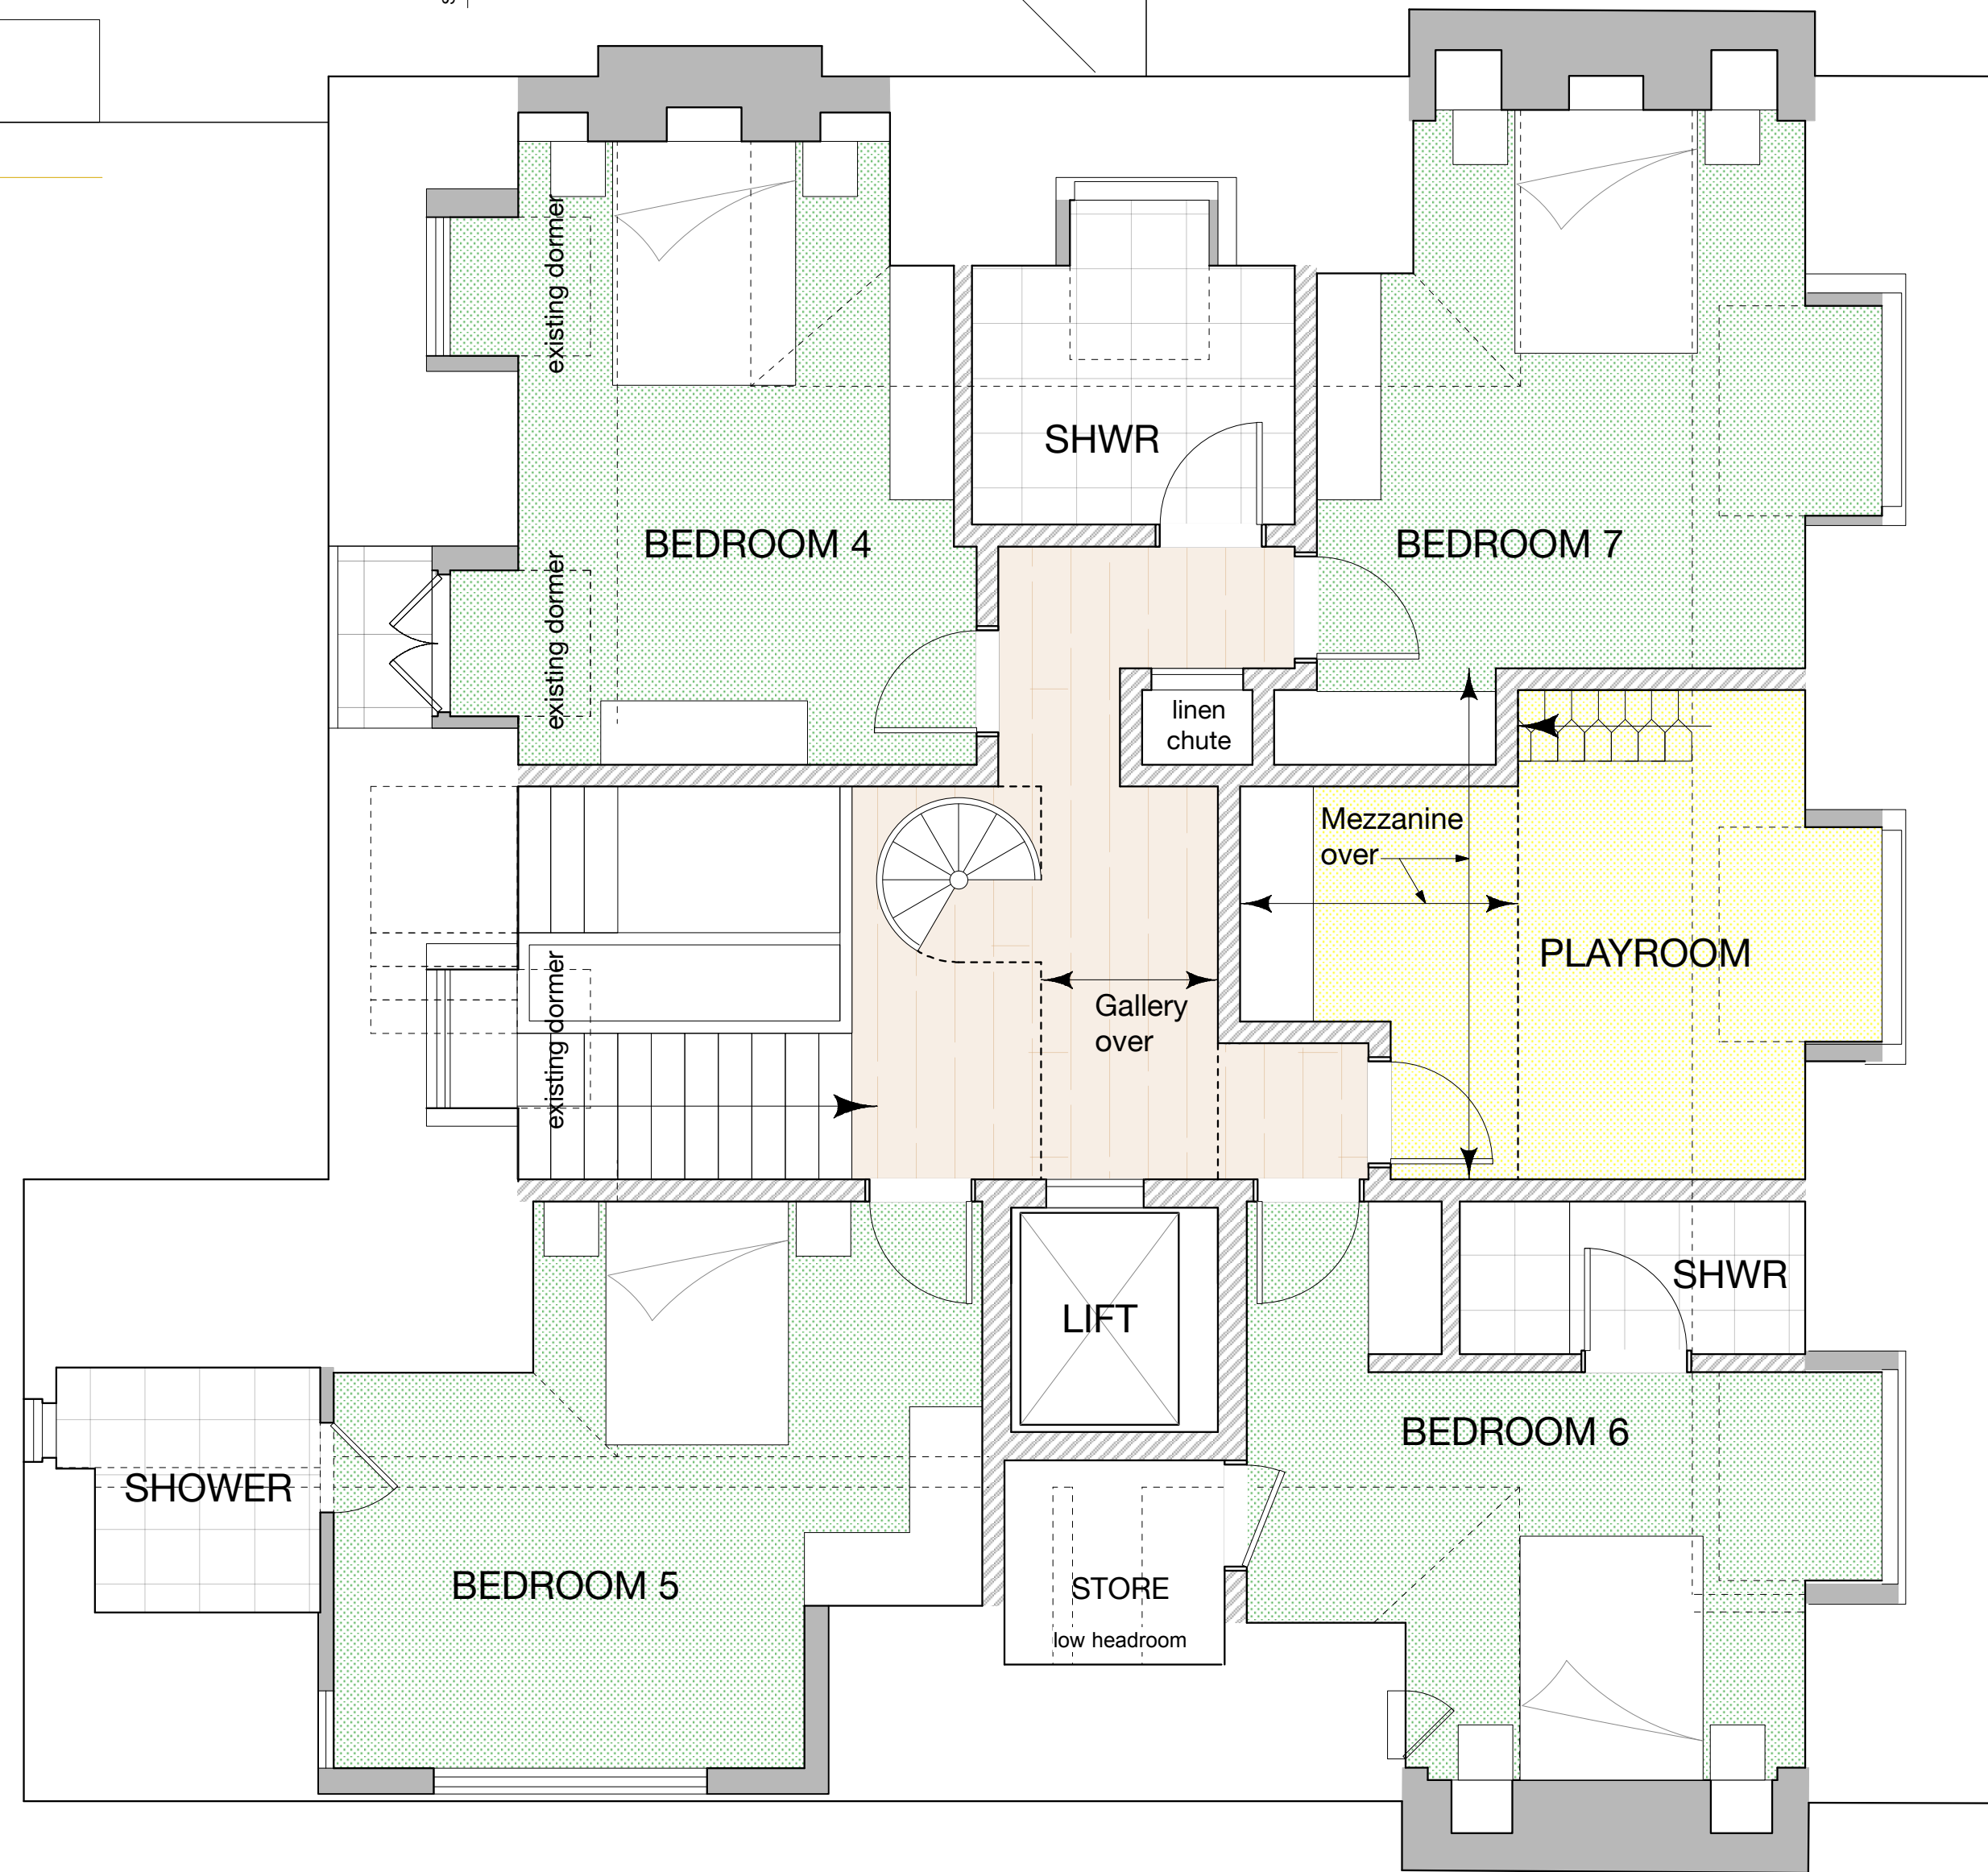 existing dormer
SHWR
BEDROOM 4
BEDROOM 7
existing dormer
linen
chute
Mezzanine
over
PLAYROOM
existing dormer
Gallery
over
SHWR
LIFT
BEDROOM 6
SHOWER
BEDROOM 5
STORE
low headroom